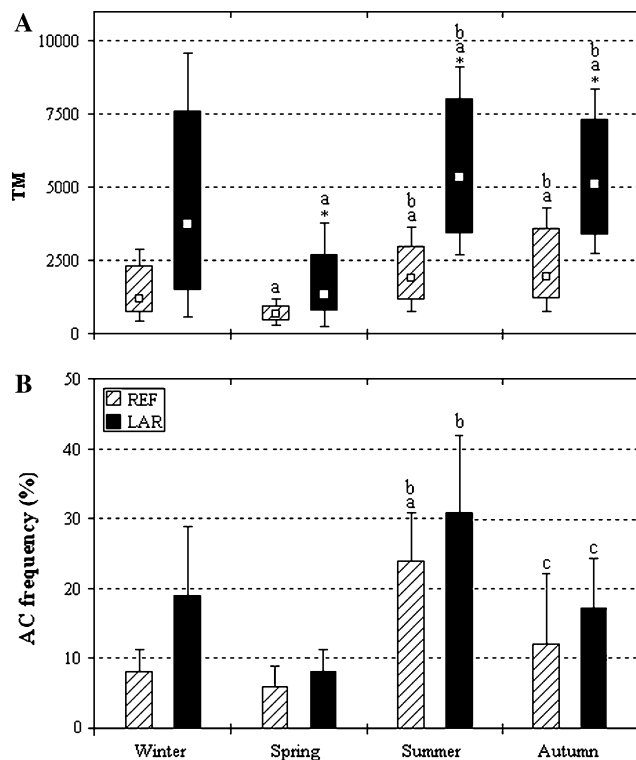 A
10000
7500
5000
2500
0
TM
a
a
*
b
a
b
a
*
b
a
b
a
*
B
50
40
30
20
10
0
AC frequency (%)
REF
LAR
b
a
b
c
c
Winter Spring Summer Autumn